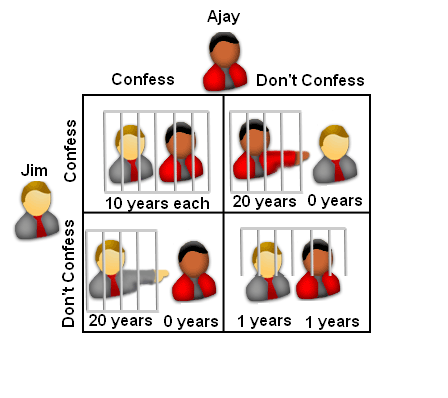 Ajay
Confess Don't Confess
Jim
Confess
10 years each
20 years 0 years
Don't Confess
20 years 0 years
1 years 1 years